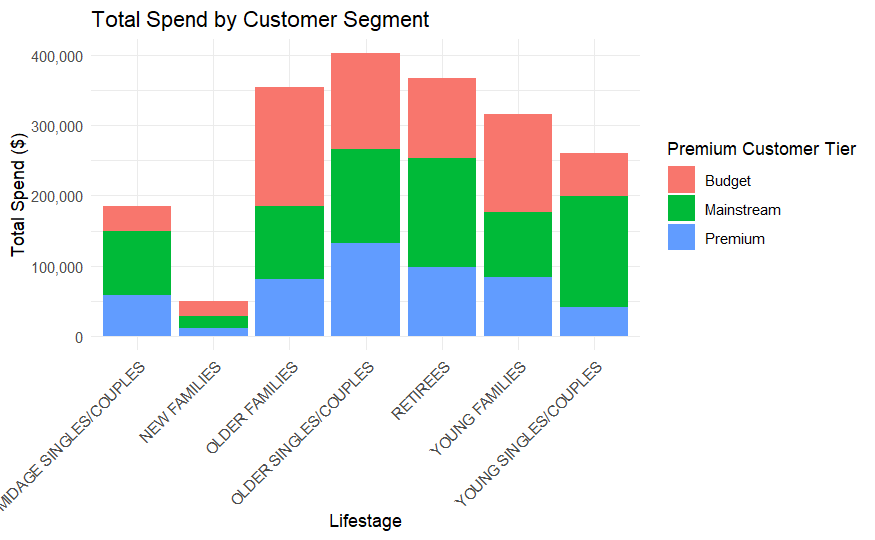 Total Spend by Customer Segment
Total Spend ($)
400,000
300,000
200,000
100,000
0
MIDAGE SINGLES/COUPLES
NEW FAMILIES
OLDER FAMILIES
OLDER SINGLES/COUPLES
RETIREES
YOUNG FAMILIES
YOUNG SINGLES/COUPLES
Lifestage
Premium Customer Tier
Budget
Mainstream
Premium